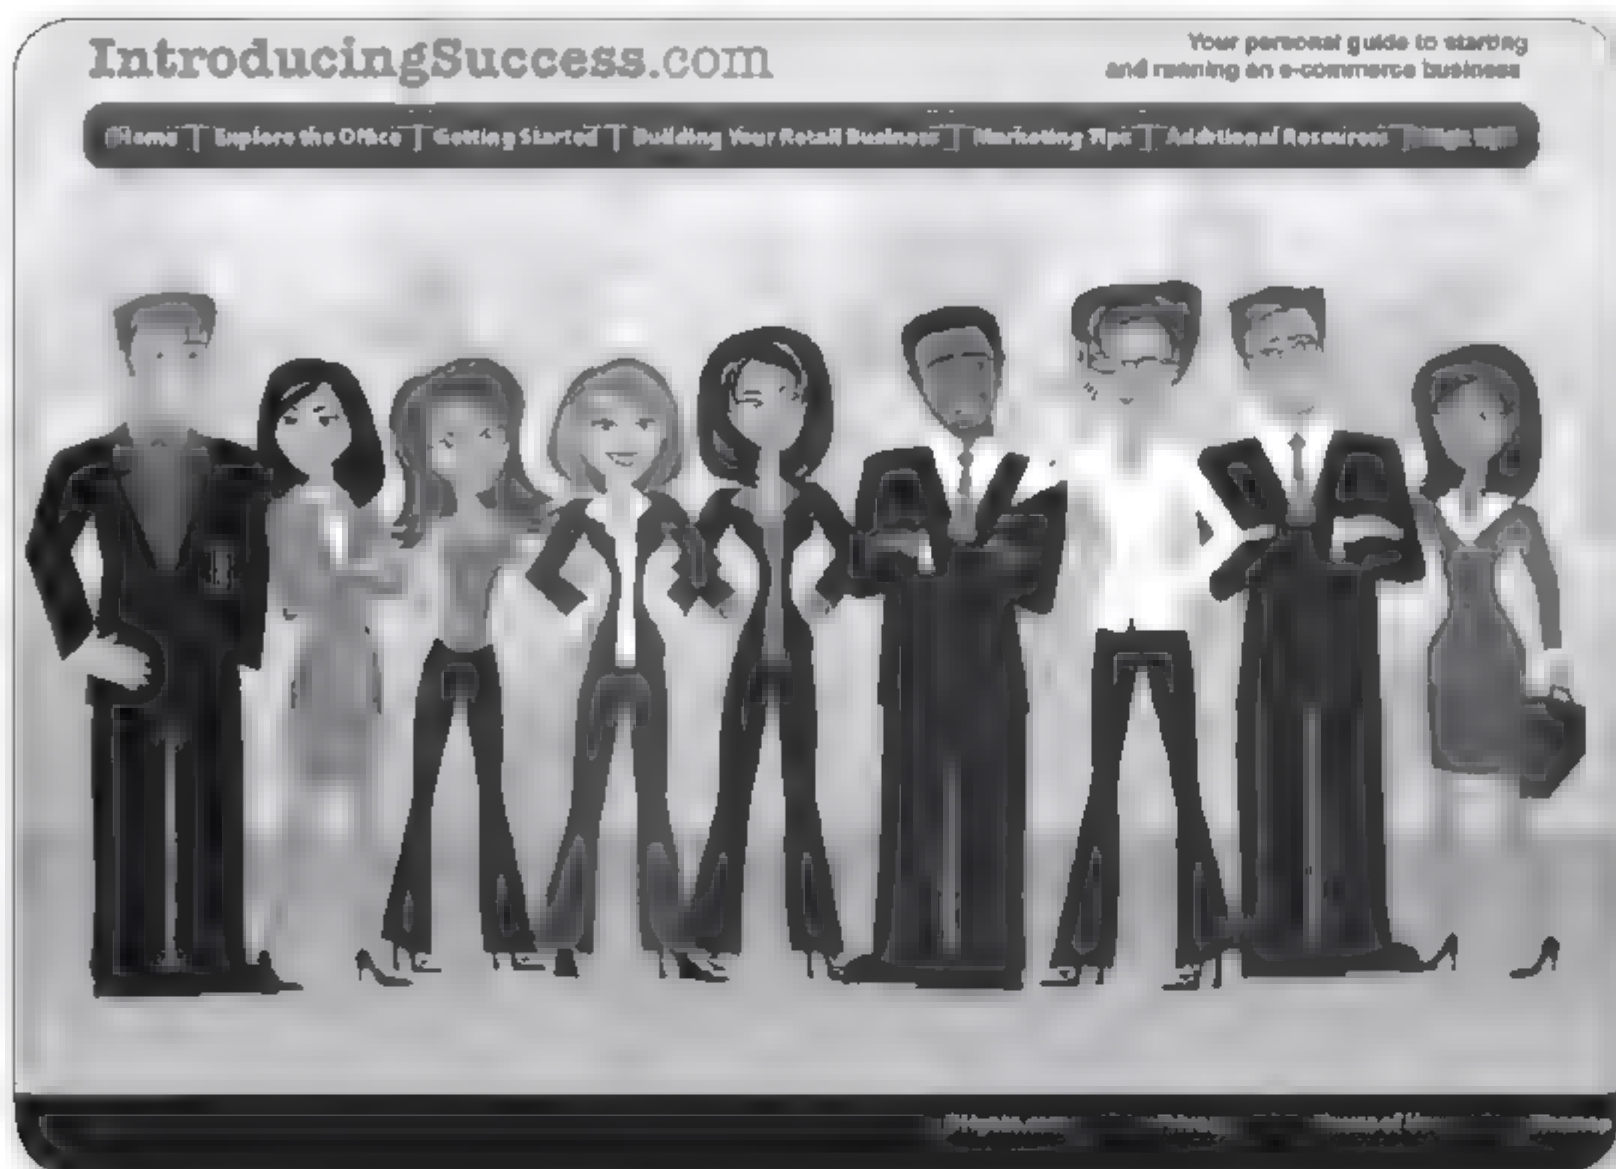 IntroducingSuccess.com
Your personal guide to starting
and running an e-commerce business
Home | Explore the Office | Getting Started | Building Your Retail Business | Marketing Tips | Additional Resources |